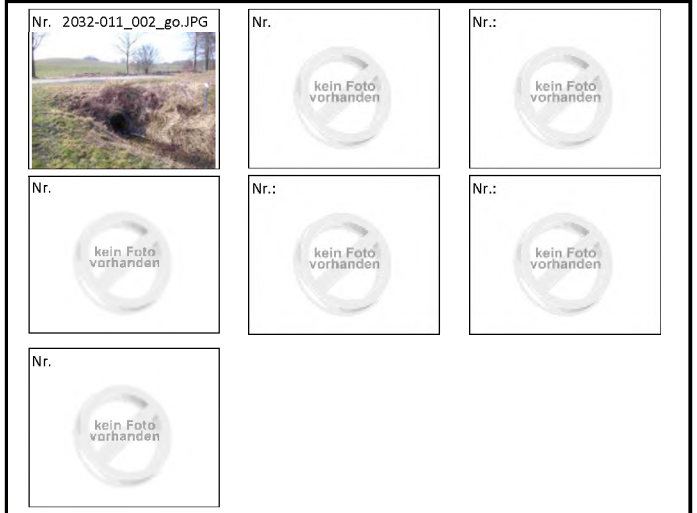 Nr. 2032-011_002_go.JPG
Nr.
kein Foto
vorhanden
Nr.:
kein Foto
vorhanden
Nr.
kein Foto
vorhanden
Nr.:
kein Foto
vorhanden
Nr.:
kein Foto
vorhanden
Nr.
kein Foto
vorhanden